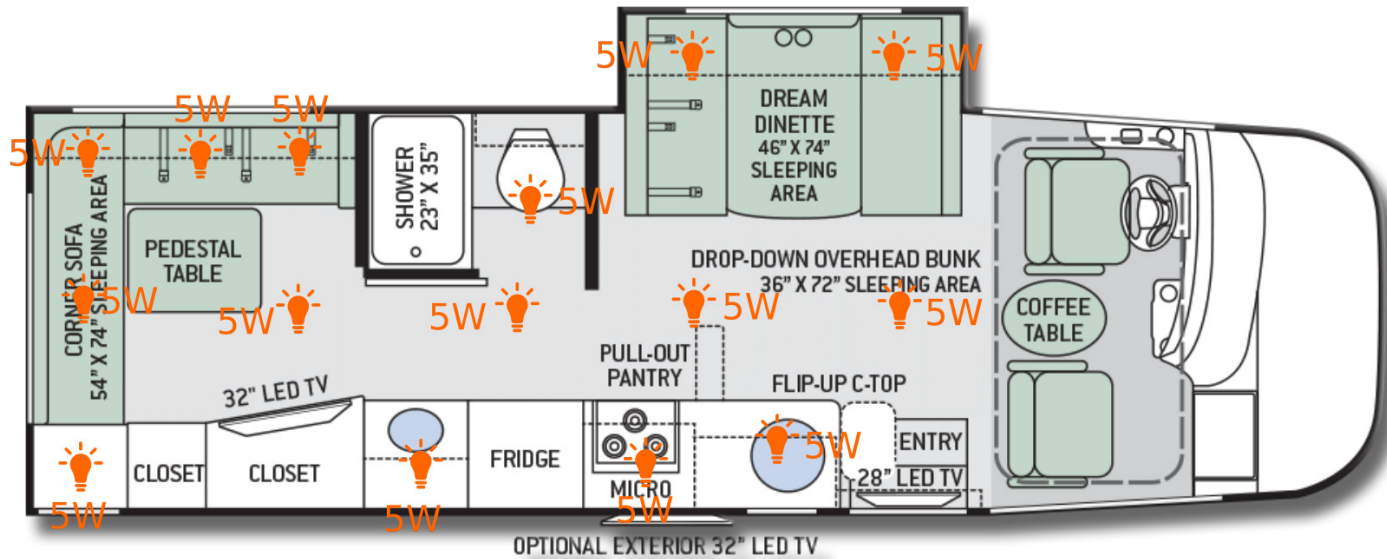 5W
5W
5W
5W
5W
DREAM
DINETTE
46" X 74"
SLEEPING
AREA
SHOWER
23" X 35"
5W
CORNER SOFA
54" X 74" SLEEPING AREA
PEDESTAL
TABLE
DROP-DOWN OVERHEAD BUNK
36" X 72" SLEEPING AREA
5W
5W
5W
5W
5W
COFFEE
TABLE
PULL-OUT
PANTRY
32" LED TV
FLIP-UP C-TOP
5W
ENTRY
CLOSET
CLOSET
FRIDGE
MICRO
28" LED TV
5W
5W
5W
OPTIONAL EXTERIOR 32" LED TV